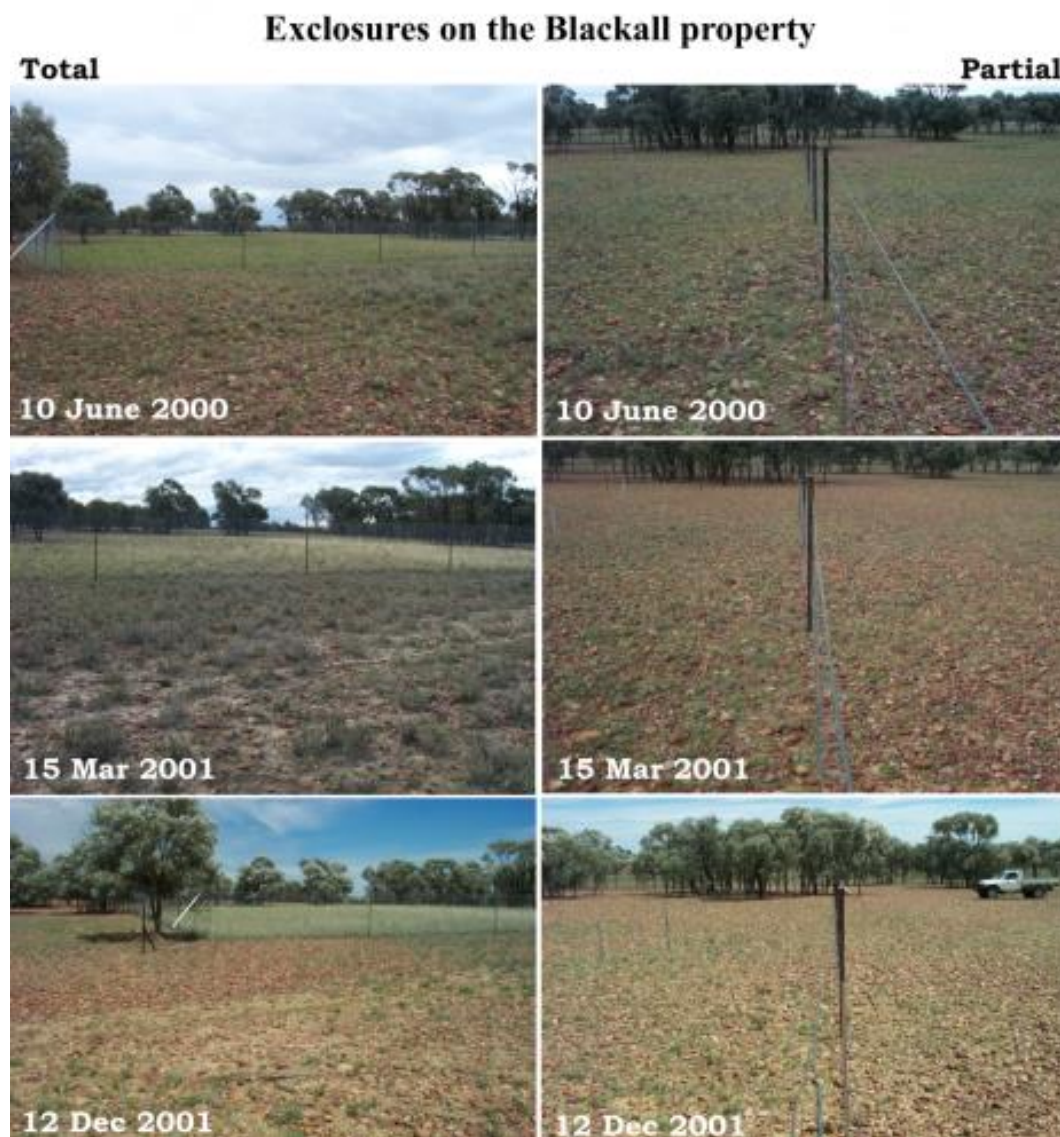 Exclosures on the Blackall property
Total
Partial
10 June 2000
10 June 2000
15 Mar 2001
15 Mar 2001
12 Dec 2001
12 Dec 2001